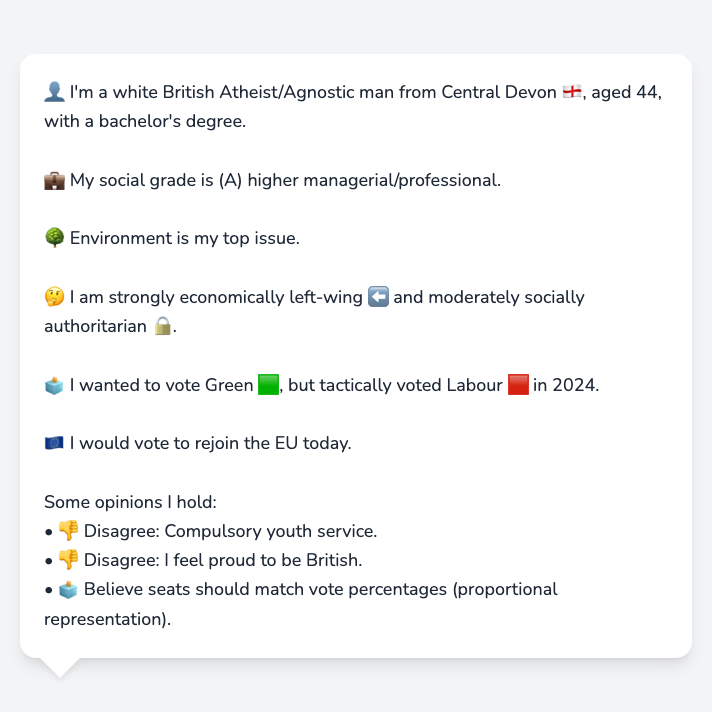 👤 I'm a white British Atheist/Agnostic man from Central Devon 🏴󠁧󠁢󠁥󠁮󠁧󠁿, aged 44,
with a bachelor's degree.
💼 My social grade is (A) higher managerial/professional.
🌳 Environment is my top issue.
🤔 I am strongly economically left-wing ⬅️ and moderately socially
authoritarian 🔒.
🗳️ I wanted to vote Green 🟩, but tactically voted Labour 🟥 in 2024.
🇪🇺 I would vote to rejoin the EU today.
Some opinions I hold:
• 👎 Disagree: Compulsory youth service.
• 👎 Disagree: I feel proud to be British.
• 🗳️ Believe seats should match vote percentages (proportional
representation).